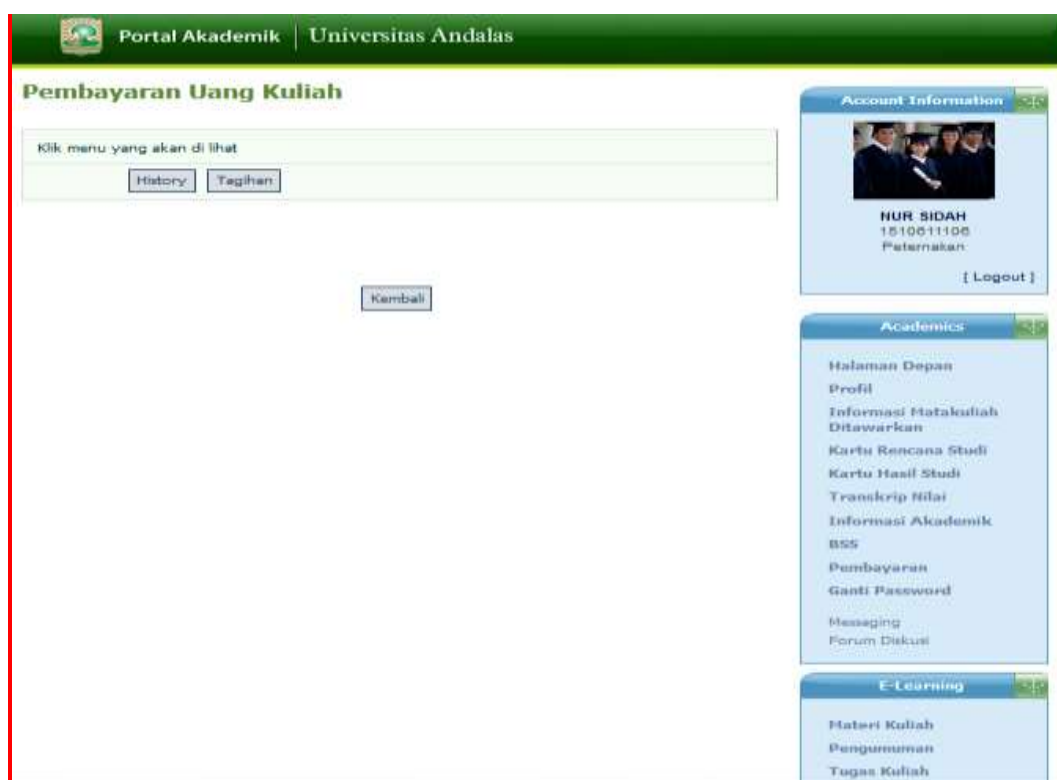 Portal Akademik | Universitas Andalas
Pembayaran Uang Kuliah
Klik menu yang akan di lihat
History Tagihan
Kembali
Account Information
NUR SIDAH
1510611106
Peternakan
[ Logout ]
Academics
Halaman Depan
Profil
Informasi Matakuliah
Ditawarkan
Kartu Rencana Studi
Kartu Hasil Studi
Transkrip Nilai
Informasi Akademik
BSS
Pembayaran
Ganti Password
Messaging
Forum Diskusi
E-Learning
Materi Kuliah
Pengumuman
Tugas Kuliah